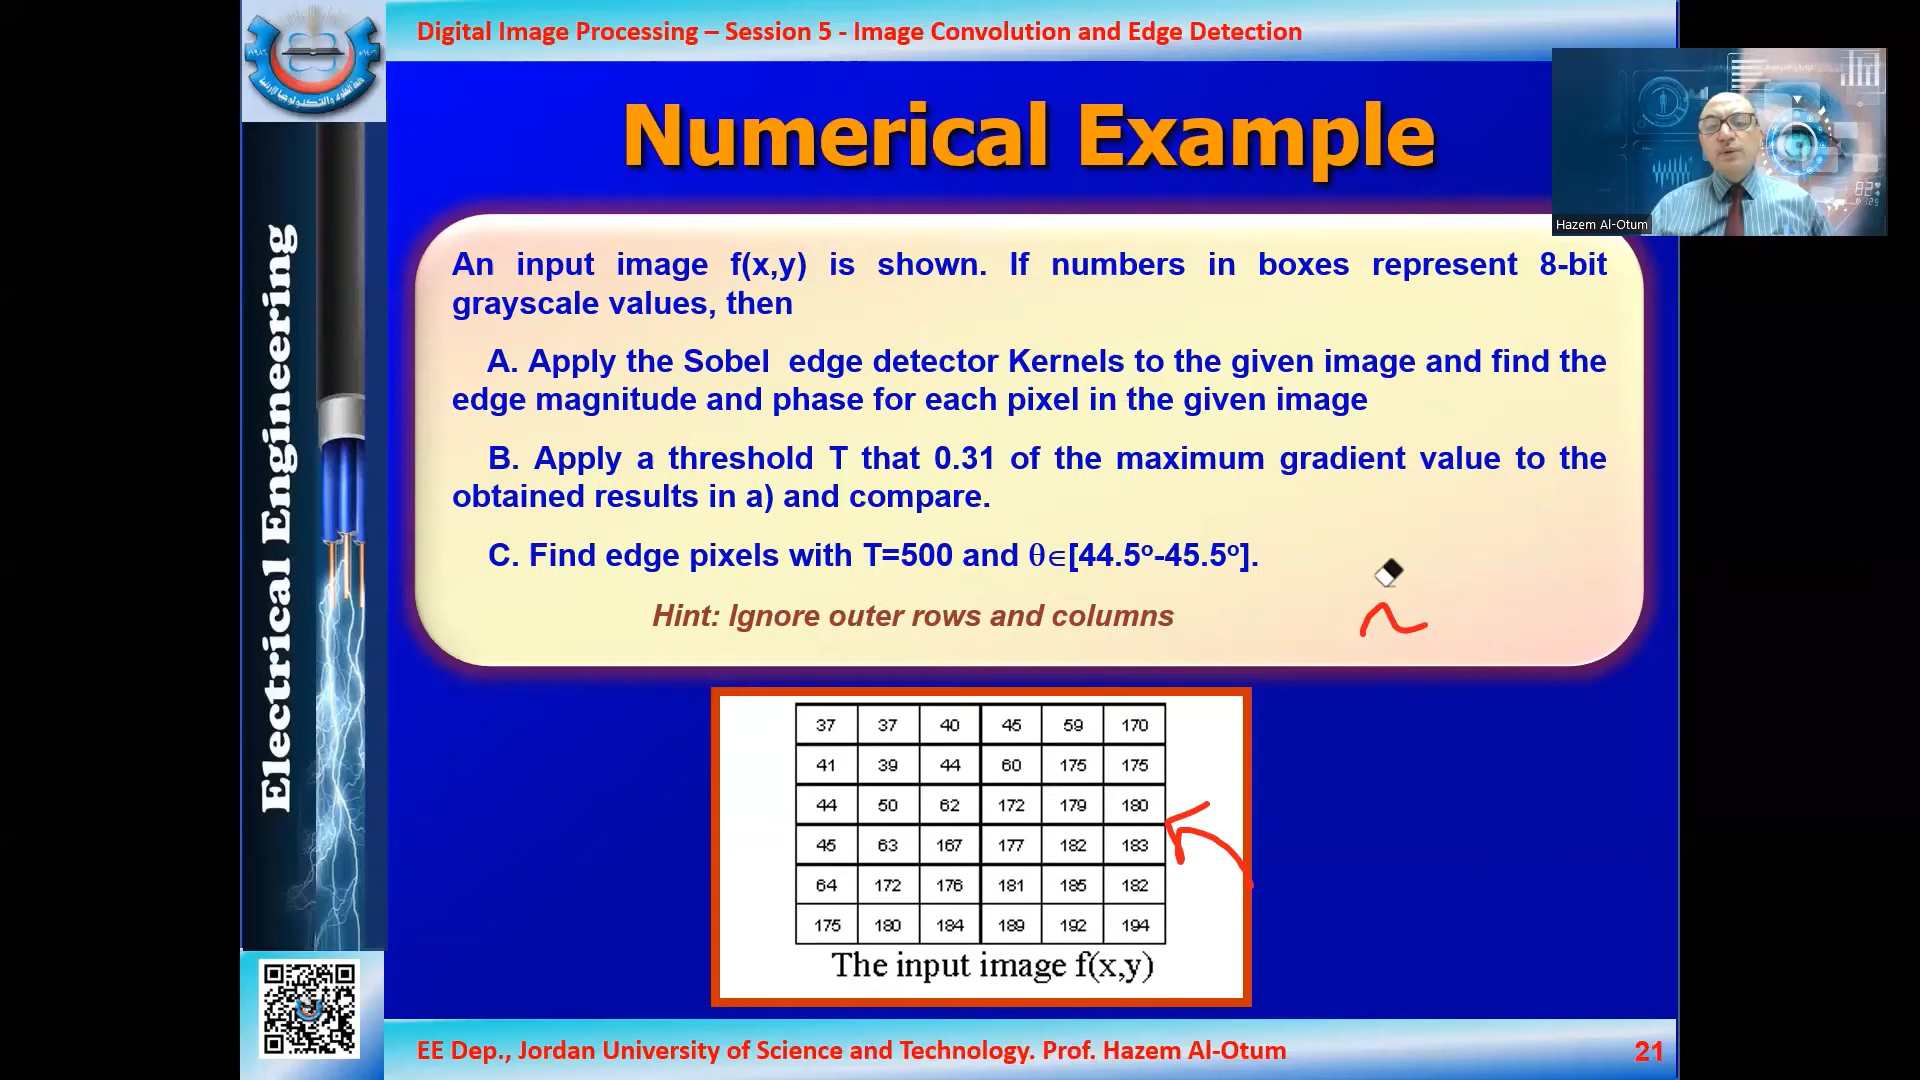 Digital Image Processing – Session 5 - Image Convolution and Edge Detection
Numerical Example
Hazem Al-Otum
Electrical Engineering
An input image f(x,y) is shown. If numbers in boxes represent 8-bit
grayscale values, then
A. Apply the Sobel edge detector Kernels to the given image and find the
edge magnitude and phase for each pixel in the given image
B. Apply a threshold T that 0.31 of the maximum gradient value to the
obtained results in a) and compare.
C. Find edge pixels with T=500 and θ∈[44.5º-45.5º].
Hint: Ignore outer rows and columns
37 37 40 45 59 170
41 39 44 60 175 175
44 50 62 172 179 180
45 63 167 177 182 183
64 172 176 181 185 182
175 180 184 189 192 194
The input image f(x,y)
EE Dep., Jordan University of Science and Technology. Prof. Hazem Al-Otum
21